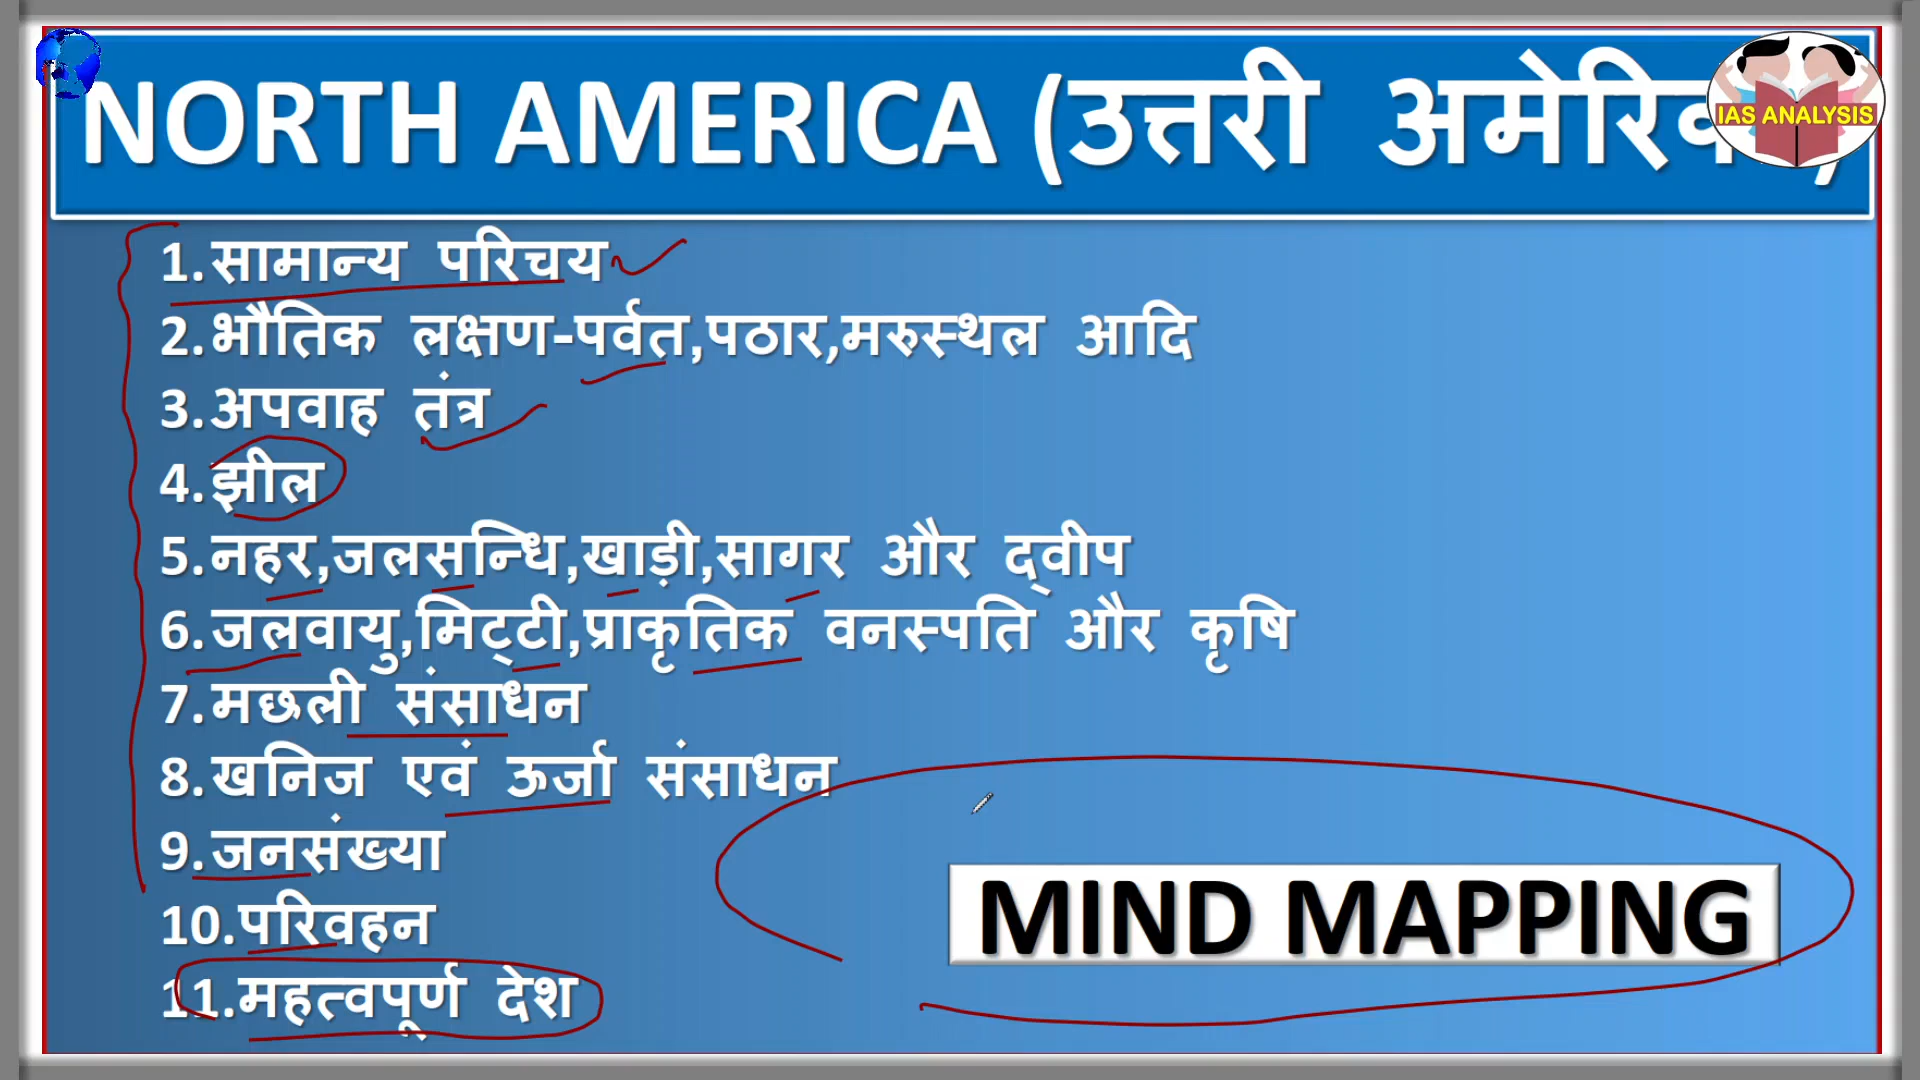 NORTH AMERICA (उत्तरी अमेरिका)
IAS ANALYSIS
1.सामान्य परिचय
2.भौतिक लक्षण-पर्वत,पठार,मरुस्थल आदि
3.अपवाह तंत्र
4.झील
5.नहर,जलसन्धि,खाड़ी,सागर और द्वीप
6.जलवायु,मिट्टी,प्राकृतिक वनस्पति और कृषि
7.मछली संसाधन
8.खनिज एवं ऊर्जा संसाधन
9.जनसंख्या
10.परिवहन
11.महत्वपूर्ण देश
MIND MAPPING